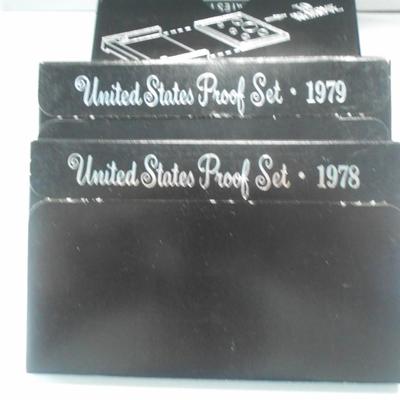 United States Proof Set • 1979
United States Proof Set • 1978